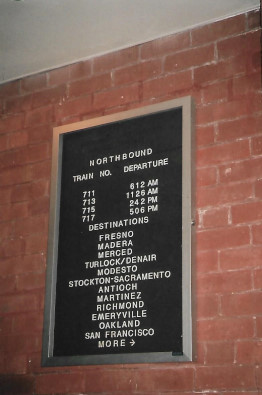 NORTHBOUND
TRAIN NO. DEPARTURE
711 612 AM
713 1126 AM
715 242 PM
717 506 PM
DESTINATIONS
FRESNO
MADERA
MERCED
TURLOCK/DENAIR
MODESTO
STOCKTON-SACRAMENTO
ANTIOCH
MARTINEZ
RICHMOND
EMERYVILLE
OAKLAND
SAN FRANCISCO
MORE →